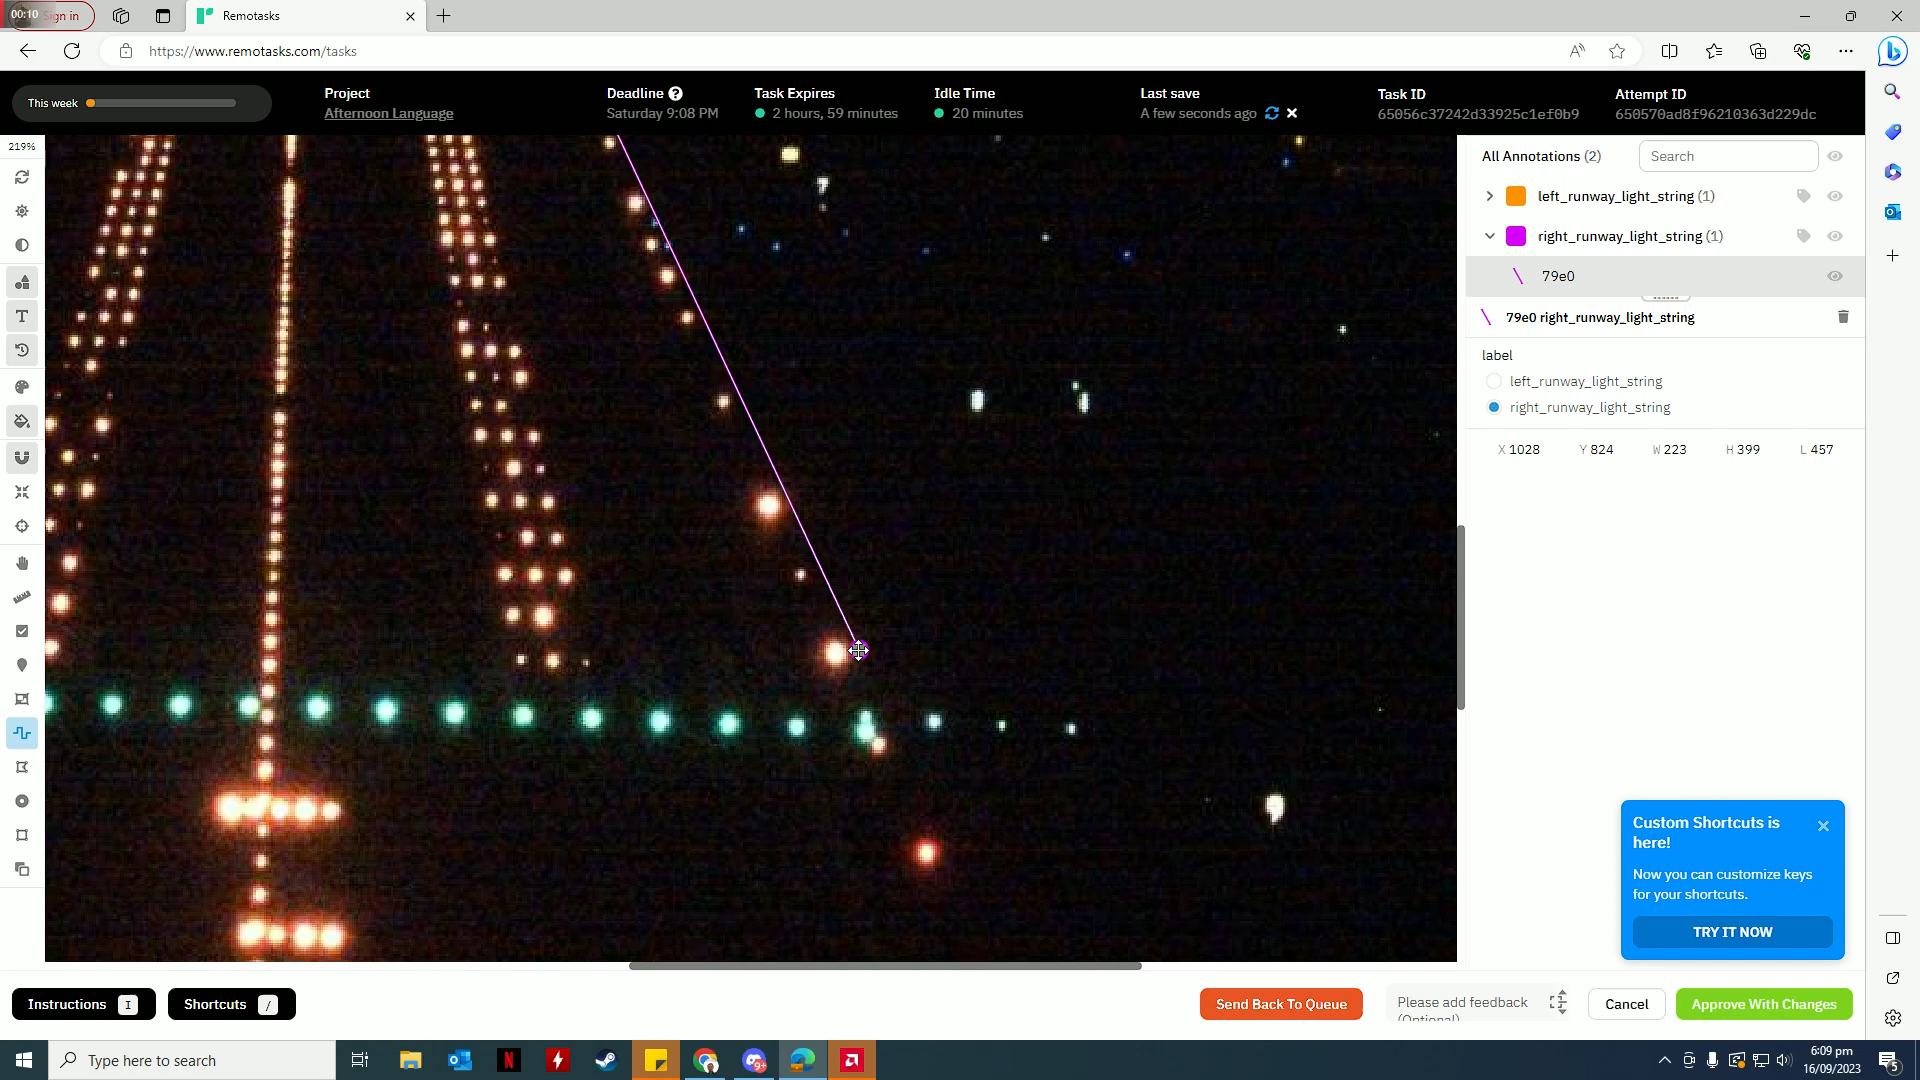 00:10 Sign in
Remotasks
https://www.remotasks.com/tasks
This week
Project
Afternoon Language
Deadline ?
Saturday 9:08 PM
Task Expires
2 hours, 59 minutes
Idle Time
20 minutes
Last save
A few seconds ago
Task ID
65056c37242d33925c1ef0b9
Attempt ID
650570ad8f96210363d229dc
219%
All Annotations (2)
Search
left_runway_light_string (1)
right_runway_light_string (1)
79e0
79e0 right_runway_light_string
label
left_runway_light_string
right_runway_light_string
X 1028 Y 824 W 223 H 399 L 457
Custom Shortcuts is
here!
Now you can customize keys
for your shortcuts.
TRY IT NOW
Instructions I
Shortcuts /
Send Back To Queue
Please add feedback
(Optional)
Cancel
Approve With Changes
Type here to search
9+
6:09 pm
16/09/2023
5